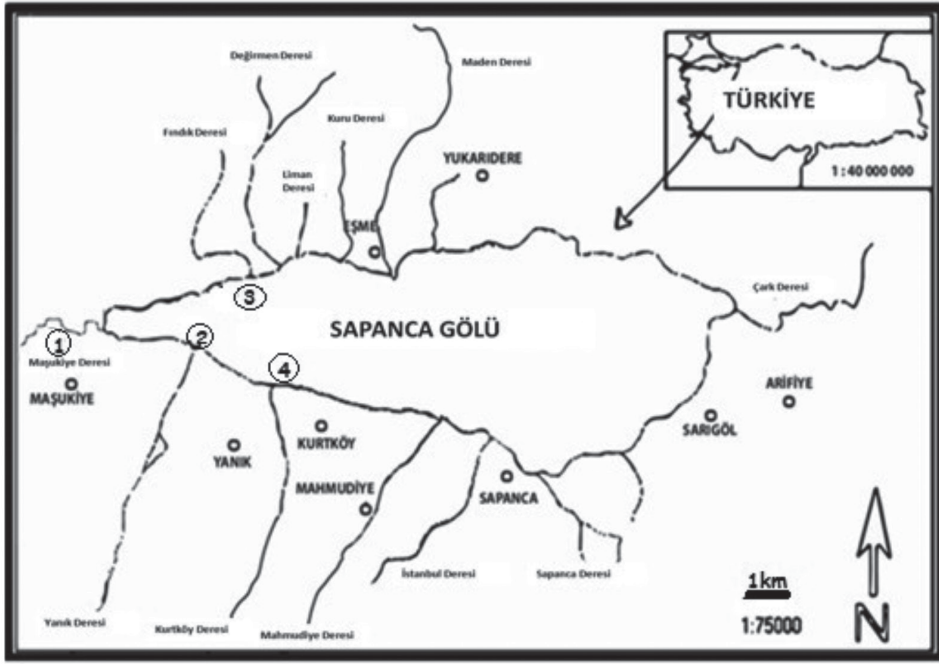 Değirmen Deresi
Maden Deresi
Kuru Deresi
Fındık Deresi
Liman
Deresi
YUKARIDERE
EŞME
TÜRKİYE
1:40 000 000
Çark Deresi
3
SAPANCA GÖLÜ
1
2
4
Maşukiye Deresi
MAŞUKİYE
ARİFİYE
SARIGÖL
KURTKÖY
YANIK
MAHMUDİYE
SAPANCA
İstanbul Deresi
Sapanca Deresi
Yanık Deresi
Kurtköy Deresi
Mahmudiye Deresi
1km
1:75000
N